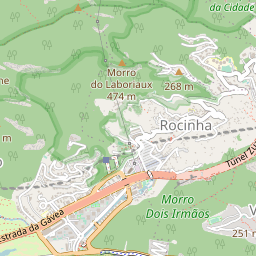 da Cidade
Morro
do Laboriaux
474 m
268 m
Rocinha
Túnel Zu
Estrada da Gávea
Morro
Dois Irmãos
251 m